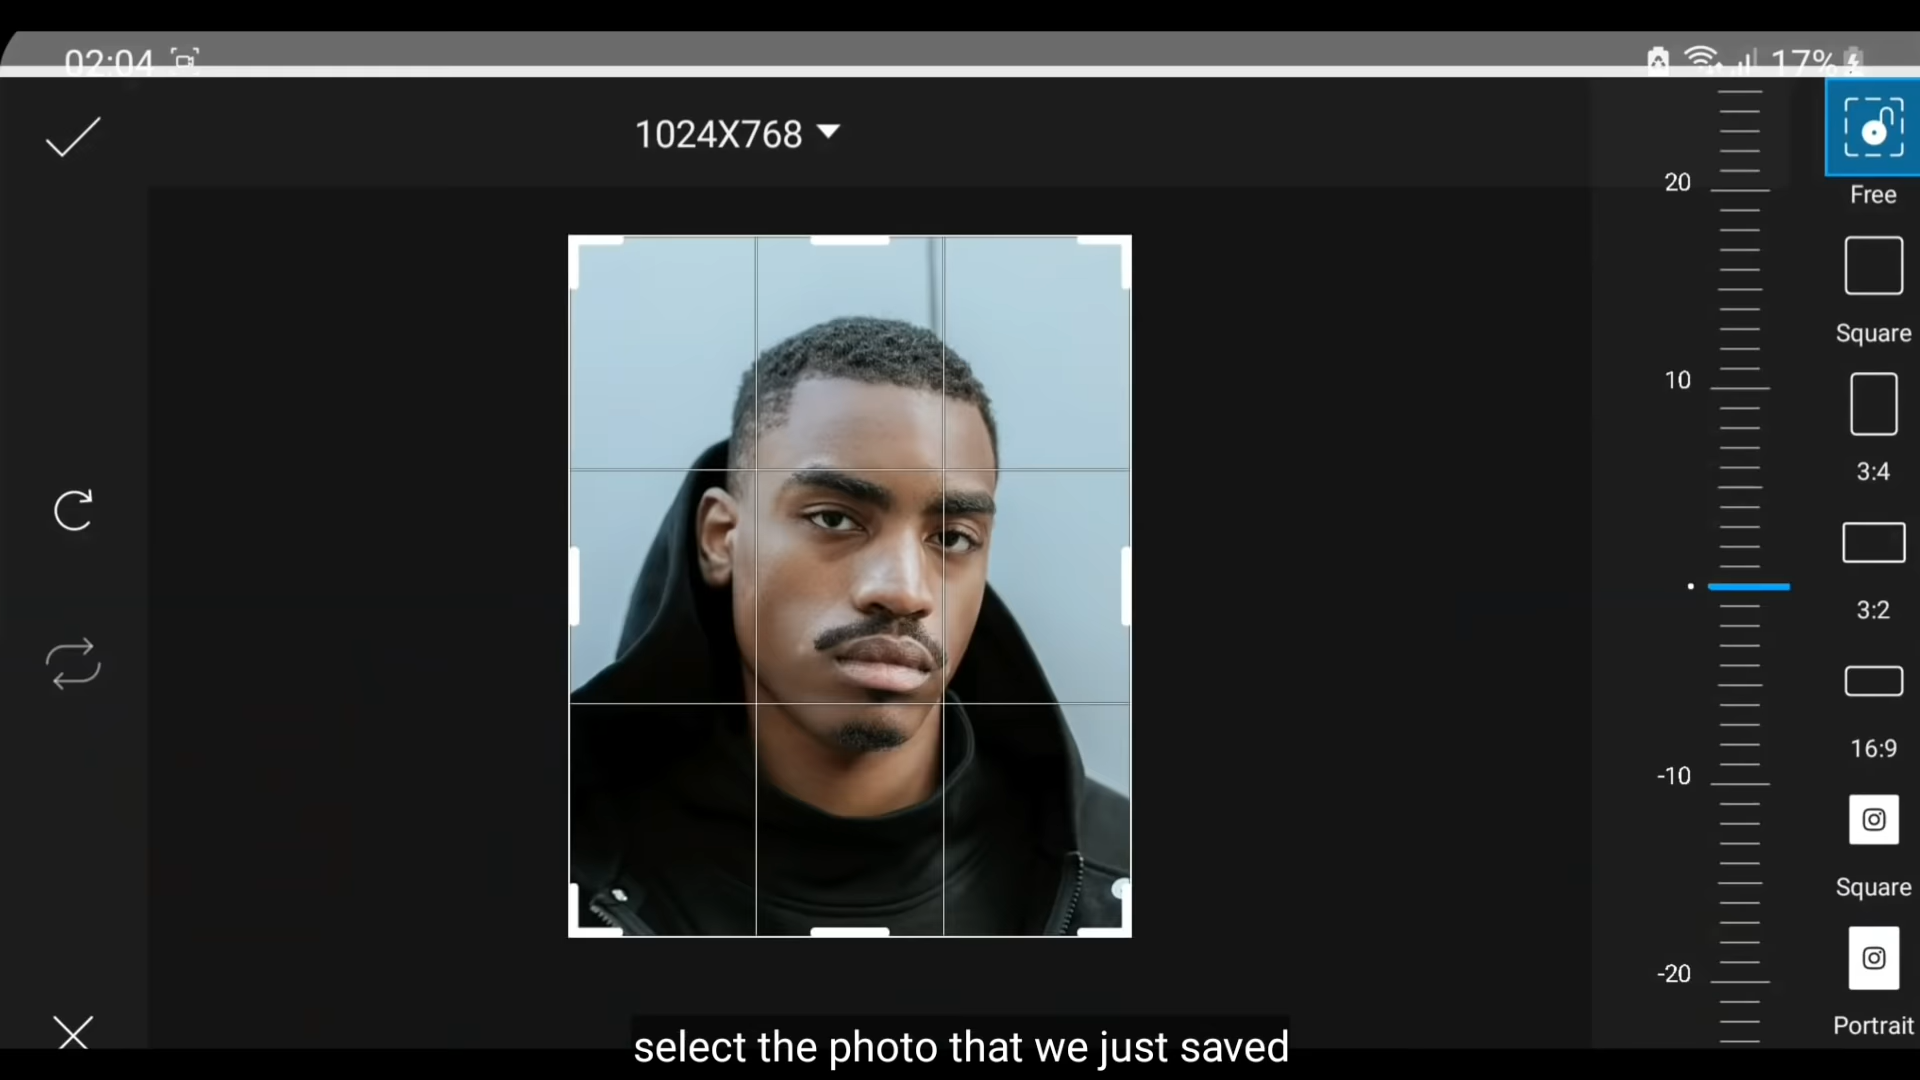 02:04
17%
1024X768
20
10
-10
-20
Free
Square
3:4
3:2
16:9
Square
Portrait
select the photo that we just saved